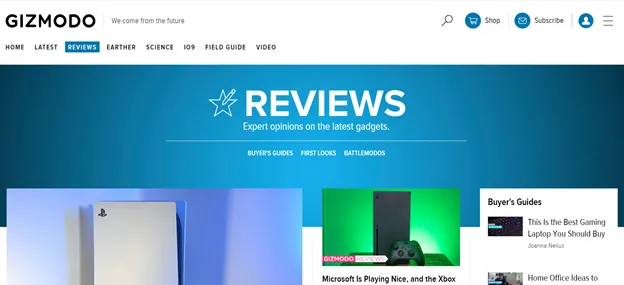 GIZMODO
We come from the future
Shop
Subscribe
HOME LATEST REVIEWS EARTHER SCIENCE IO9 FIELD GUIDE VIDEO
REVIEWS
Expert opinions on the latest gadgets.
BUYER'S GUIDES FIRST LOOKS BATTLEMODOS
GIZMODO REVIEWS
Microsoft Is Playing Nice, and the Xbox
Buyer's Guides
This Is the Best Gaming
Laptop You Should Buy
Joanna Nelius
Home Office Ideas to